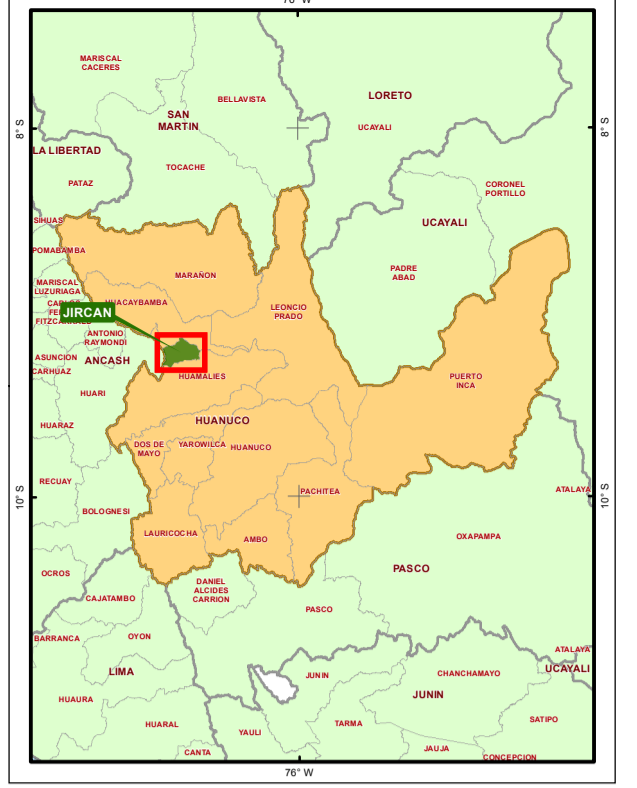 76° W
MARISCAL
CACERES
BELLAVISTA
LORETO
SAN
MARTIN
UCAYALI
8° S
8° S
LA LIBERTAD
TOCACHE
PATAZ
CORONEL
PORTILLO
SIHUAS
UCAYALI
POMABAMBA
PADRE
ABAD
MARAÑON
MARISCAL
LUZURIAGA
HUACAYBAMBA
LEONCIO
PRADO
JIRCAN
ANTONIO
RAYMONDI
ASUNCION
ANCASH
CARHUAZ
HUAMALIES
PUERTO
INCA
HUARI
HUARAZ
HUANUCO
DOS DE
MAYO
YAROWILCA
HUANUCO
RECUAY
PACHITEA
ATALAYA
10° S
10° S
BOLOGNESI
LAURICOCHA
AMBO
OXAPAMPA
OCROS
PASCO
DANIEL
ALCIDES
CARRION
CAJATAMBO
PASCO
BARRANCA
OYON
ATALAYA
LIMA
UCAYALI
JUNIN
CHANCHAMAYO
HUAURA
JUNIN
HUARAL
TARMA
SATIPO
YAULI
CANTA
JAUJA
CONCEPCION
76° W